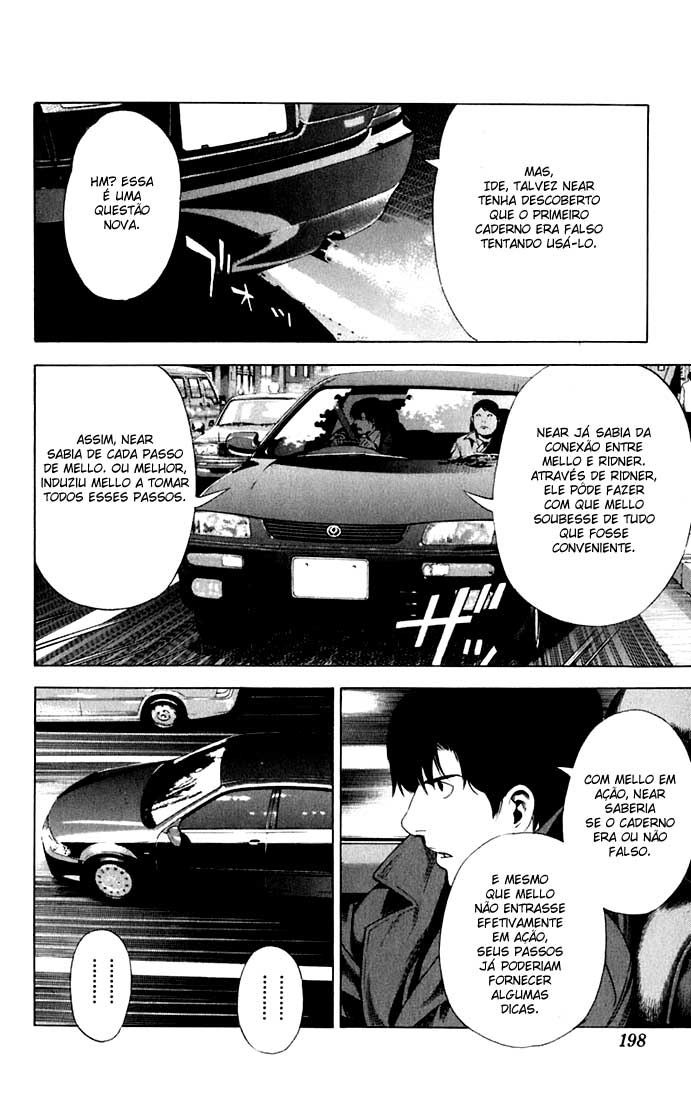 MAS,
IDE, TALVEZ NEAR
TENHA DESCOBERTO
QUE O PRIMEIRO
CADERNO ERA FALSO
TENTANDO USÁ-LO.
HM? ESSA
É UMA
QUESTÃO
NOVA.
NEAR JÁ SABIA DA
CONEXÃO ENTRE
MELLO E RIDNER.
ATRAVÉS DE RIDNER,
ELE PÔDE FAZER
COM QUE MELLO
SOUBESSE DE TUDO
QUE FOSSE
CONVENIENTE.
ASSIM, NEAR
SABIA DE CADA PASSO
DE MELLO. OU MELHOR,
INDUZIU MELLO A TOMAR
TODOS ESSES PASSOS.
COM MELLO EM
AÇÃO, NEAR
SABERIA
SE O CADERNO
ERA OU NÃO
FALSO.
E MESMO
QUE MELLO
NÃO ENTRASSE
EFETIVAMENTE
EM AÇÃO,
SEUS PASSOS
JÁ PODERIAM
FORNECER
ALGUMAS
DICAS.
198